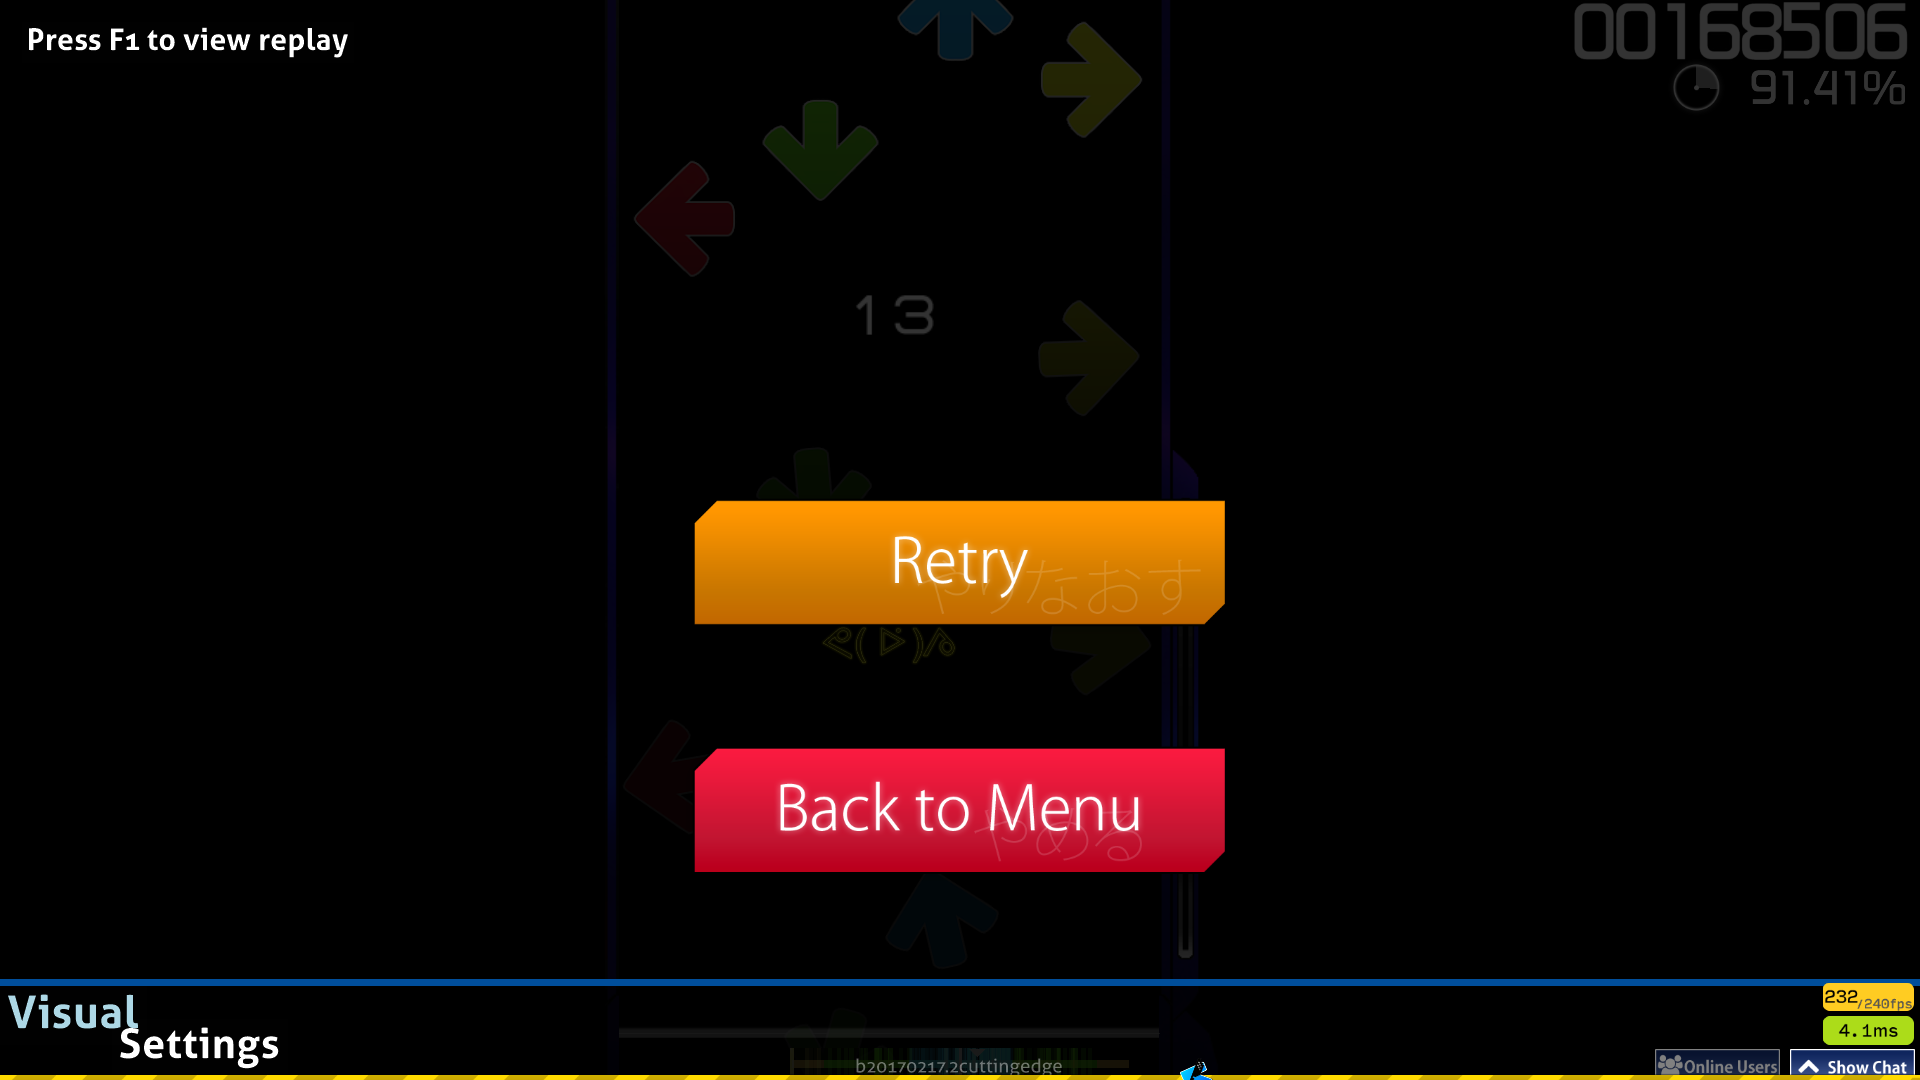 Press F1 to view replay
00168506
91.41%
13
Retry
やりなおす
Back to Menu
やめる
Visual
Settings
232/240fps
4.1ms
b20170217.2cuttingedge
Online Users
Show Chat